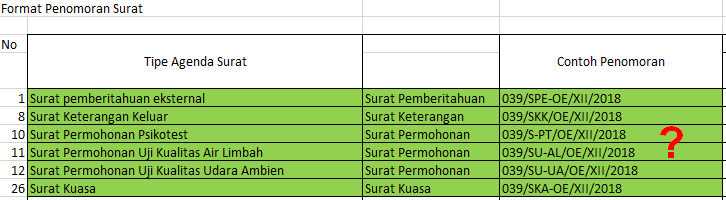 Format Penomoran Surat
No
Tipe Agenda Surat Contoh Penomoran
1 Surat pemberitahuan eksternal Surat Pemberitahuan 039/SPE-OE/XII/2018
8 Surat Keterangan Keluar Surat Keterangan 039/SKK/OE/XII/2018
10 Surat Permohonan Psikotest Surat Permohonan 039/S-PT/OE/XII/2018
11 Surat Permohonan Uji Kualitas Air Limbah Surat Permohonan 039/SU-AL/OE/XII/2018
12 Surat Permohonan Uji Kualitas Udara Ambien Surat Permohonan 039/SU-UA/OE/XII/2018
26 Surat Kuasa Surat Kuasa 039/SKA-OE/XII/2018
?